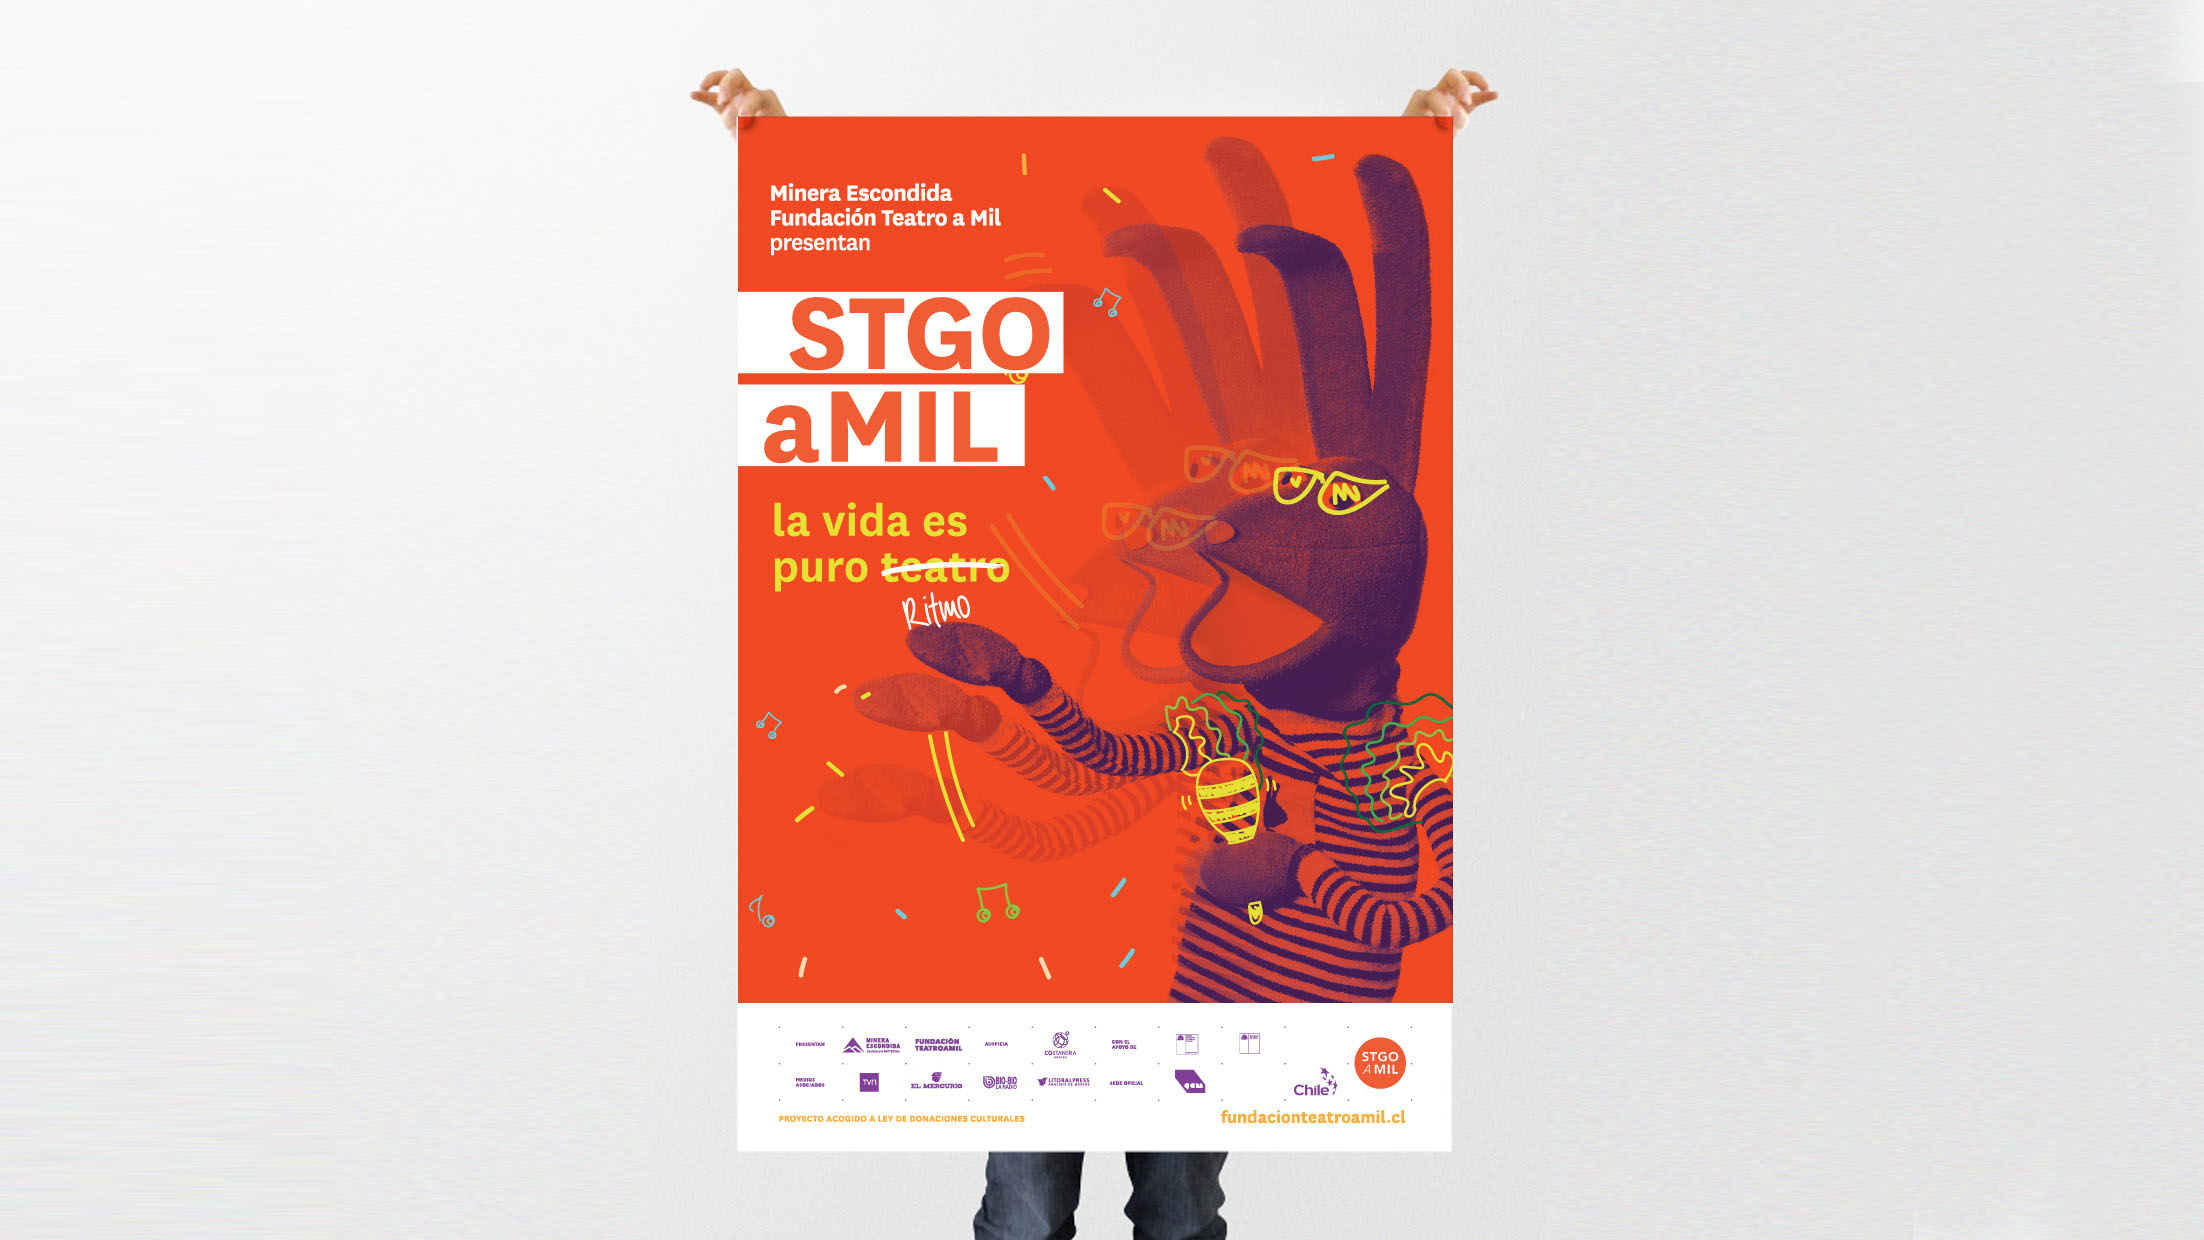 Minera Escondida
Fundación Teatro a Mil
presentan
STGO
aMIL
la vida es
puro teatro
Ritmo
PRESENTAN
MINERA
ESCONDIDA
FUNDACIÓN
TEATROAMIL
AUSPICIA
COSTANERA
CON EL
APOYO DE
MEDIOS
ASOCIADOS
TVN
EL MERCURIO
BIO-BIO
LA RADIO
LITORALPRESS
SEDE OFICIAL
GAM
Chile
STGO
A MIL
PROYECTO ACOGIDO A LEY DE DONACIONES CULTURALES
fundacionteatroamil.cl